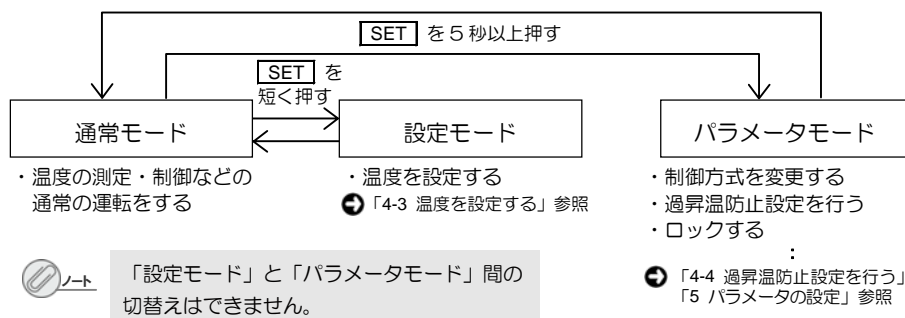 SET を５秒以上押す
SET を
短く押す
通常モード
設定モード
パラメータモード
・温度の測定・制御などの
通常の運転をする
・温度を設定する
「4-3 温度を設定する」参照
・制御方式を変更する
・過昇温防止設定を行う
・ロックする
：
「4-4 過昇温防止設定を行う」
「5 パラメータの設定」参照
ノート
「設定モード」と「パラメータモード」間の
切替えはできません。